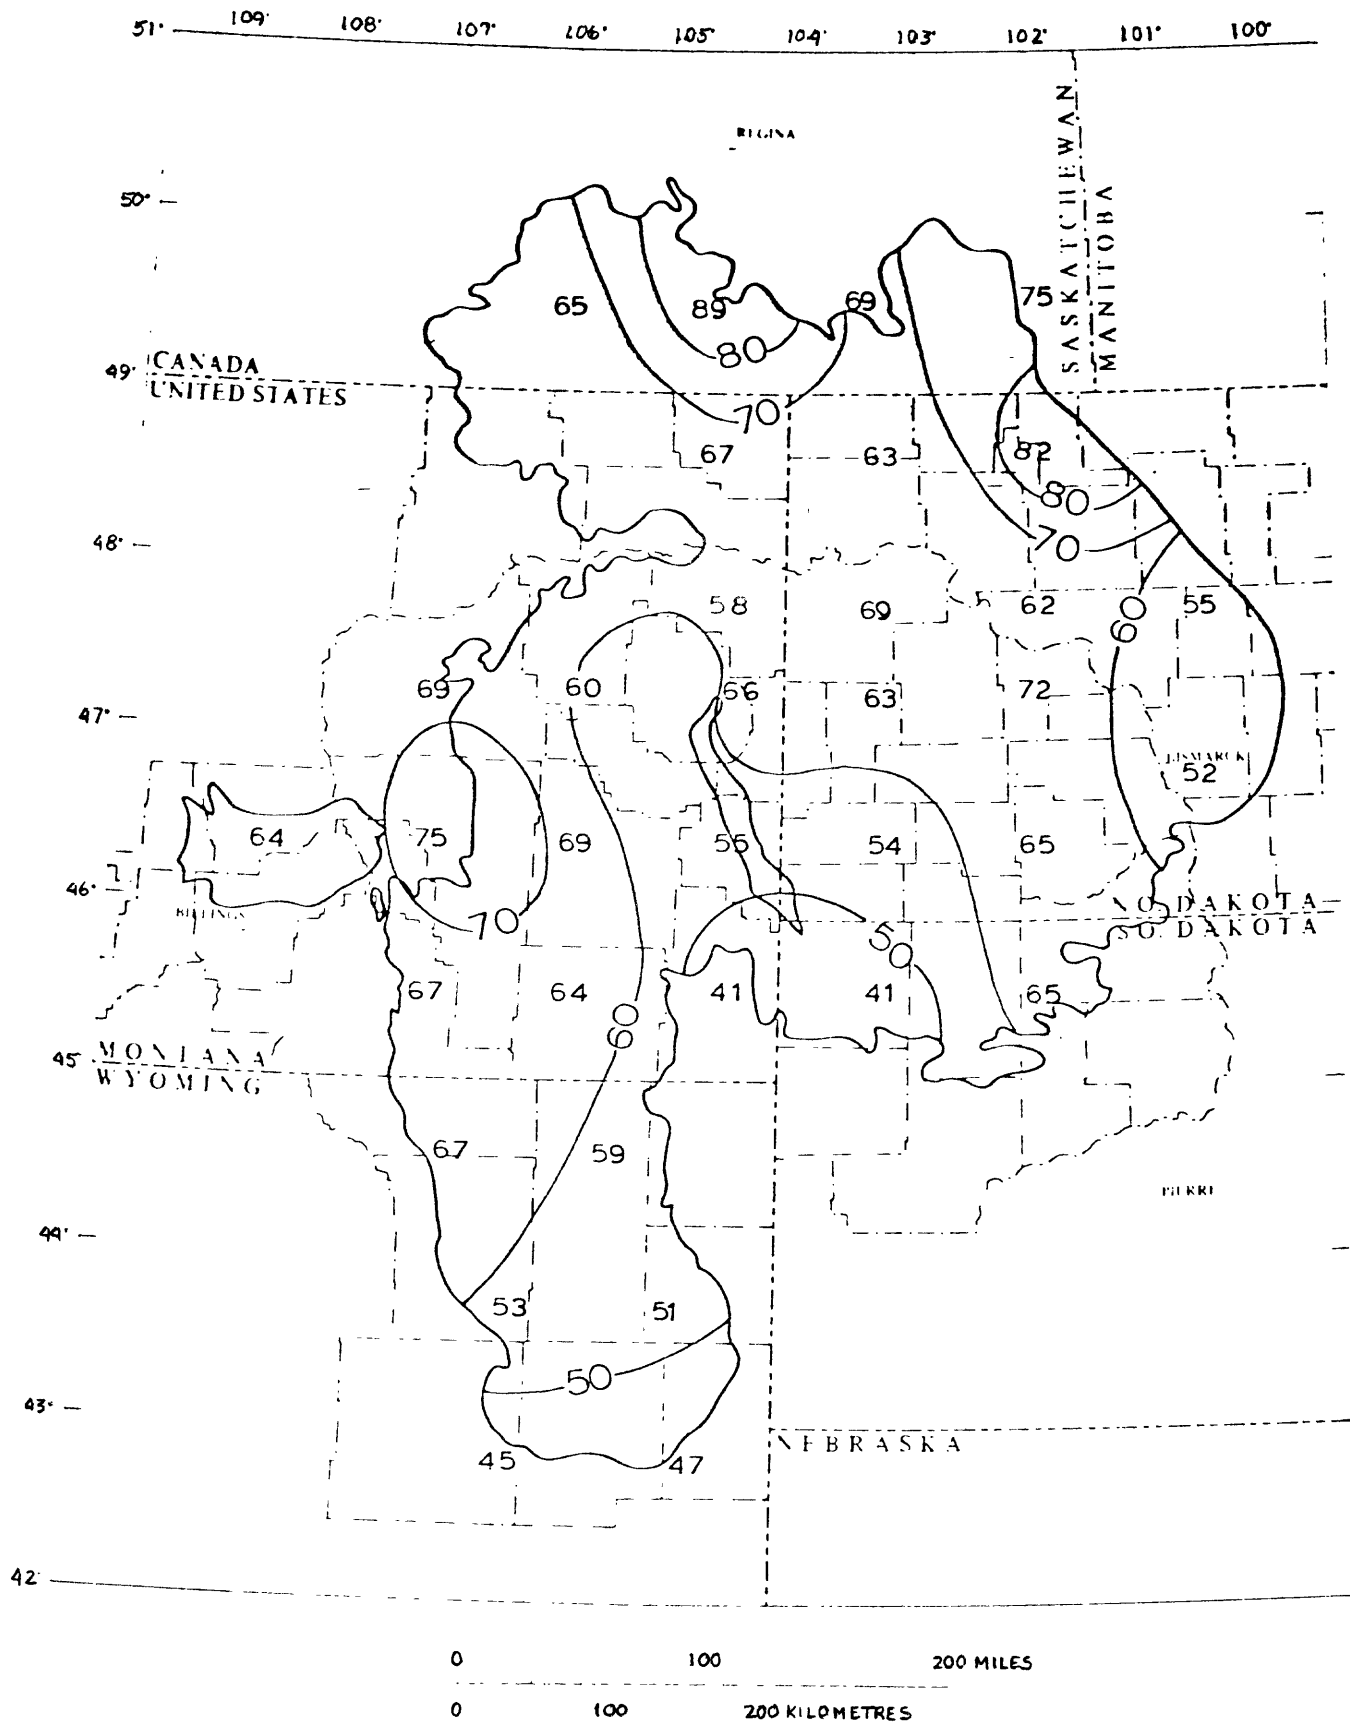 51° 109° 108° 107° 106° 105° 104° 103° 102° 101° 100°
REGINA
SASKATCHEWAN
MANITOBA
50°
65 89 69 75
80
49° CANADA
UNITED STATES
70
67 63 82
80
48° 70
58 69 62 55
60
69 60 66 63 72
47°
BISMARCK
52
64 75 69 55 54 65
46°
BILLINGS 70 NO. DAKOTA
SO. DAKOTA
50
67 64 41 41 65
60
45° MONTANA
WYOMING
67 59
PIERRE
44°
53 51
50
43°
NEBRASKA
45 47
42°
0 100 200 MILES
0 100 200 KILOMETRES